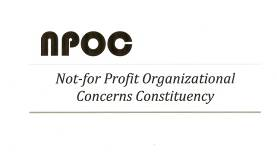 NPOC
Not-for Profit Organizational
Concerns Constituency